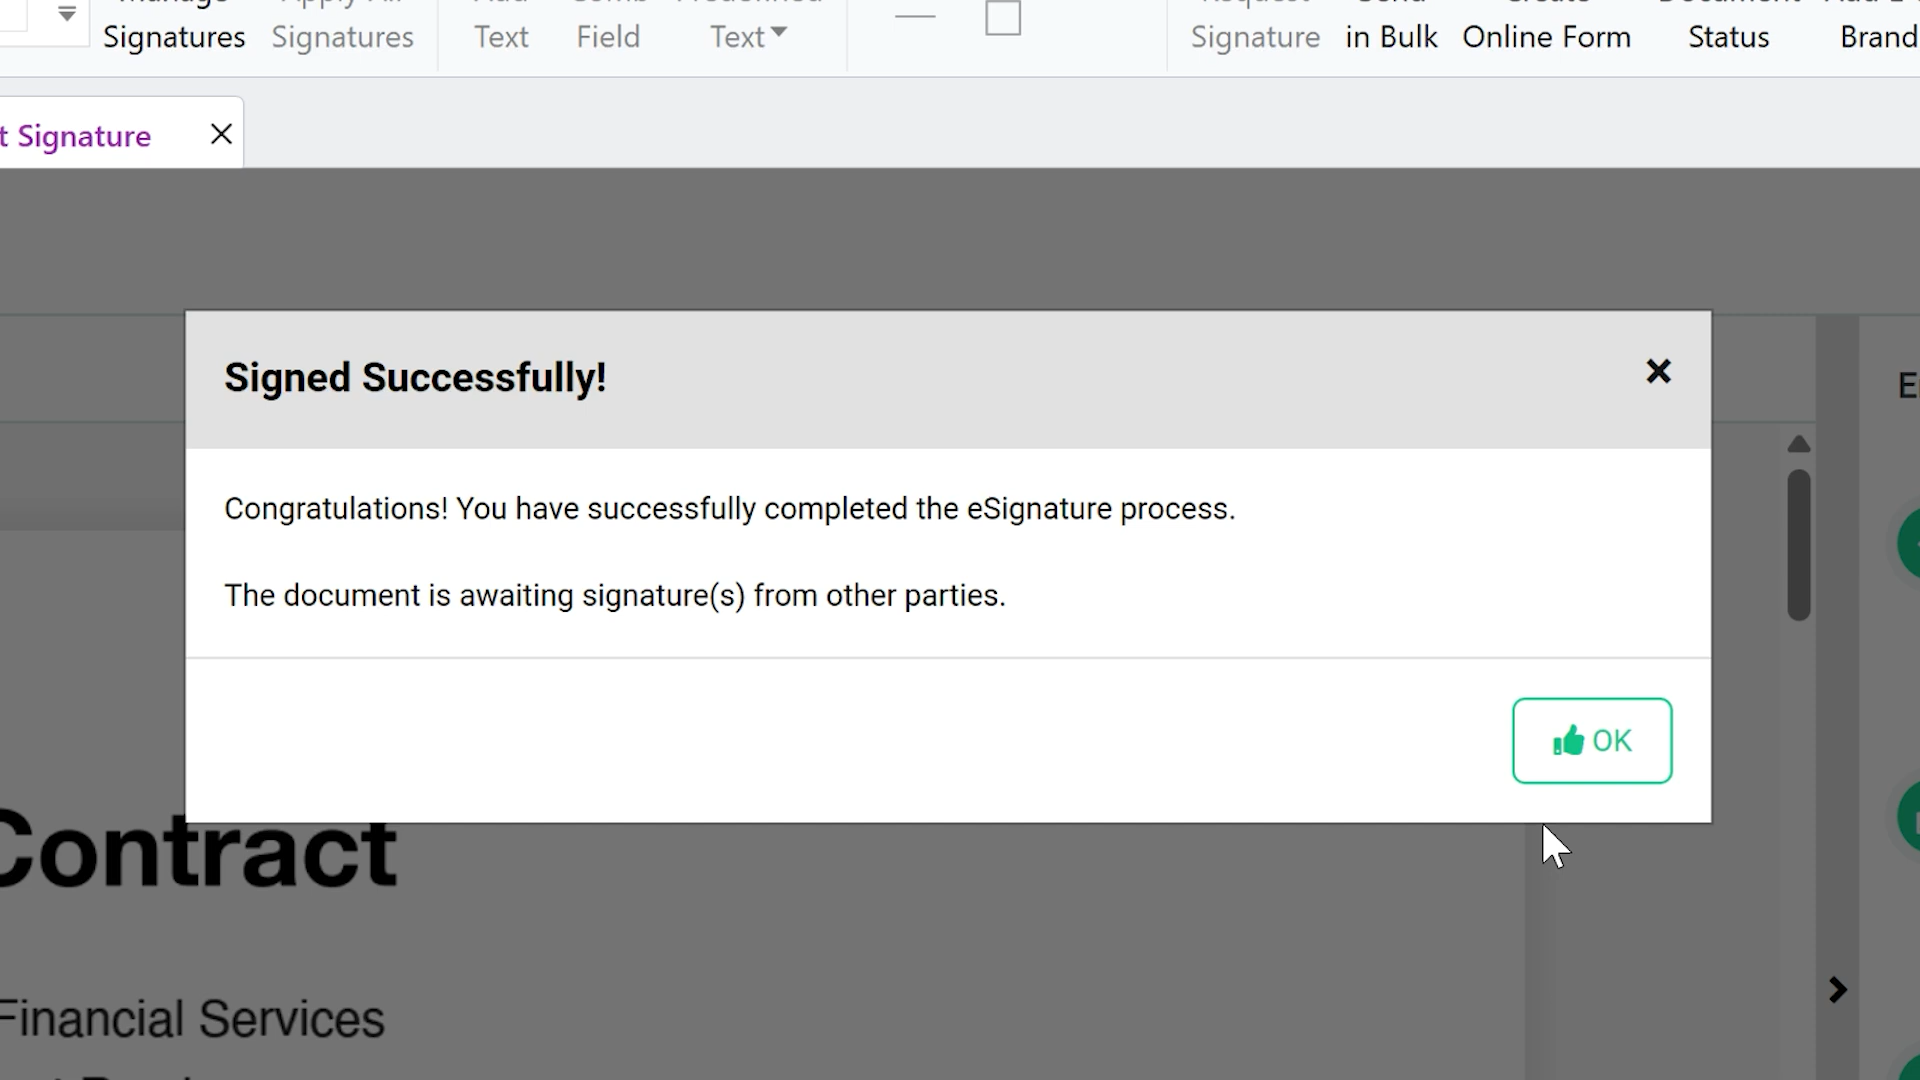 Signatures Signatures Text Field Text Signature in Bulk Online Form Status Brand
t Signature
Signed Successfully!
Congratulations! You have successfully completed the eSignature process.
The document is awaiting signature(s) from other parties.
OK
Contract
Financial Services